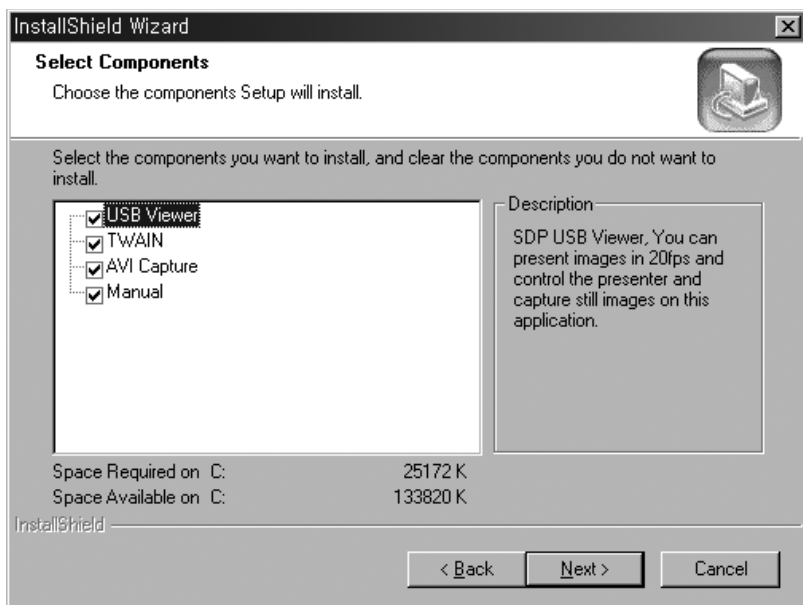 InstallShield Wizard
Select Components
Choose the components Setup will install.
Select the components you want to install, and clear the components you do not want to
install.
USB Viewer
TWAIN
AVI Capture
Manual
Description
SDP USB Viewer, You can
present images in 20fps and
control the presenter and
capture still images on this
application.
Space Required on C: 25172 K
Space Available on C: 133820 K
InstallShield
< Back Next > Cancel